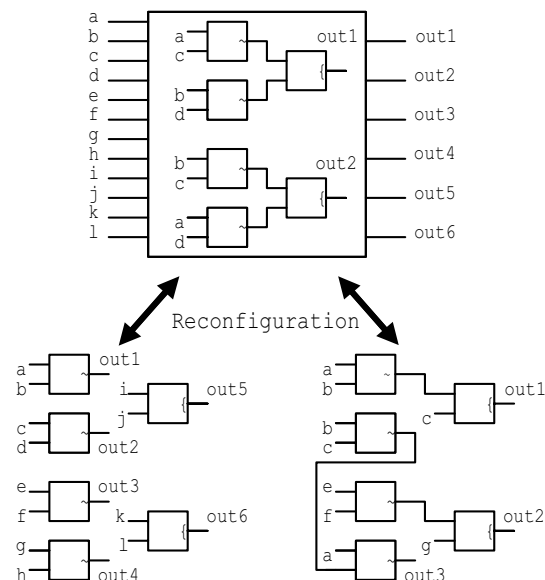 a
b
c
d
e
f
g
h
i
j
k
l
a
c
~
b
d
~
{
out1
b
c
~
a
d
~
{
out2
out1
out2
out3
out4
out5
out6
Reconfiguration
a
b
~
out1
c
d
~
out2
e
f
~
out3
g
h
~
out4
i
j
{
out5
k
l
{
out6
a
b
~
c
{
out1
b
c
~
e
f
~
g
{
out2
a
~
out3